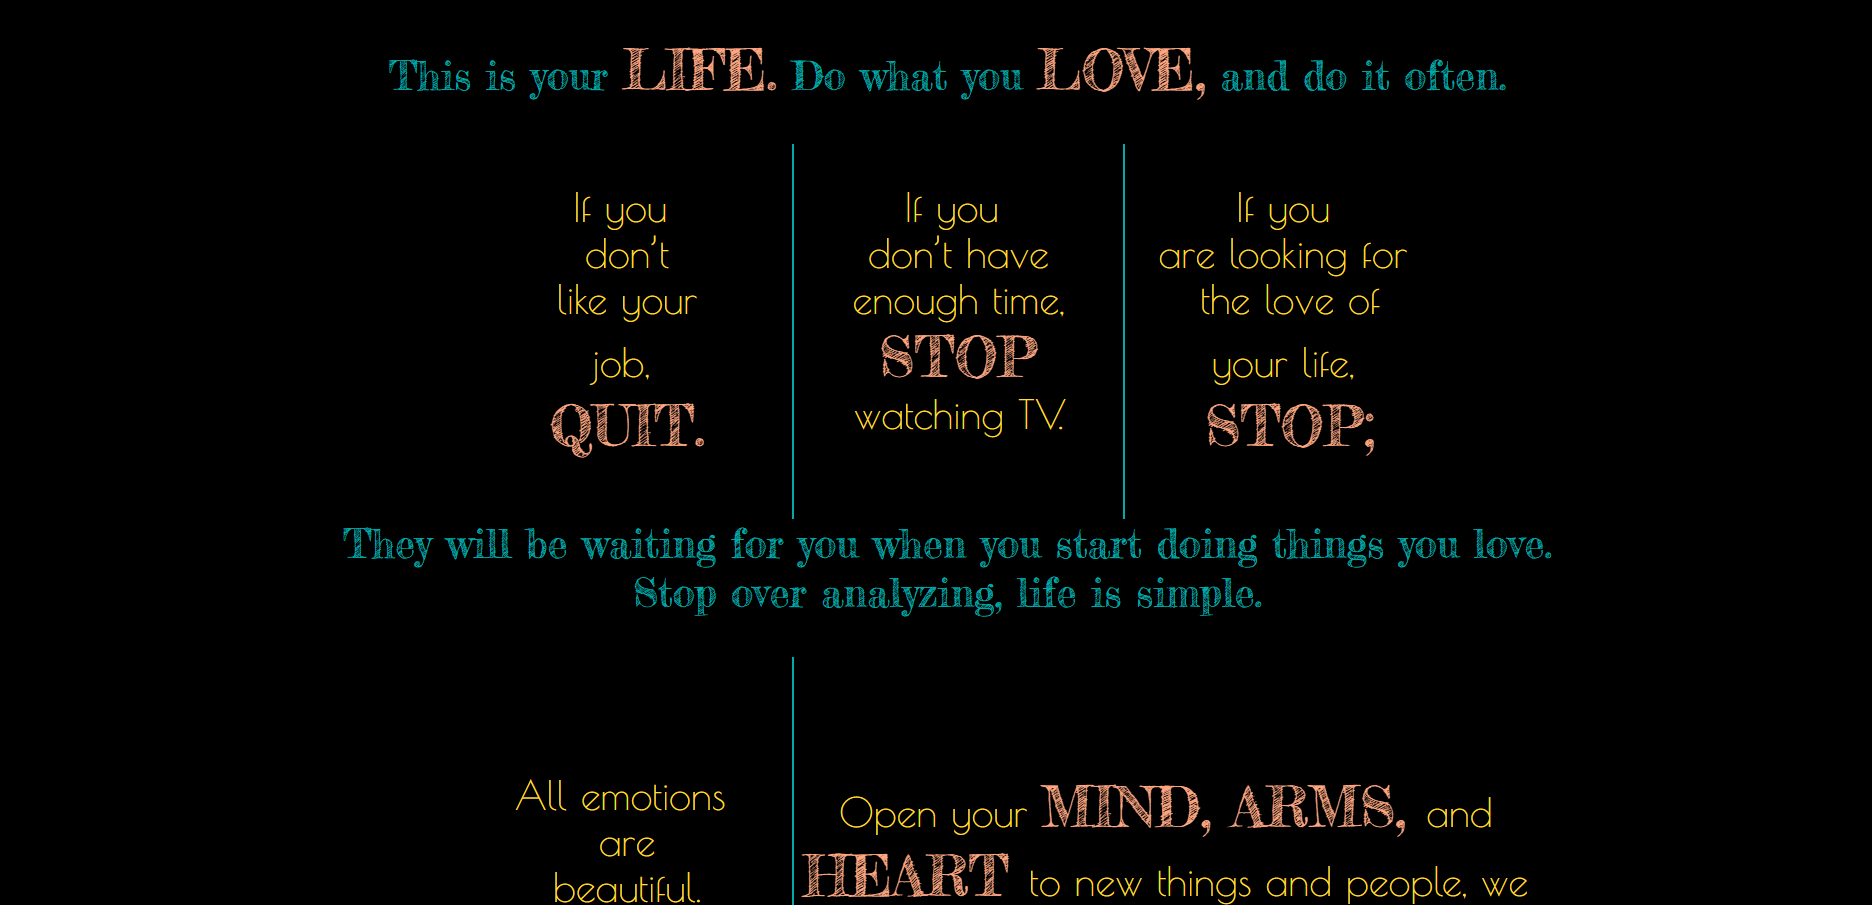 This is your LIFE. Do what you LOVE, and do it often.
If you
don't
like your
job,
QUIT.
If you
don't have
enough time,
STOP
watching TV.
If you
are looking for
the love of
your life,
STOP;
They will be waiting for you when you start doing things you love.
Stop over analyzing, life is simple.
All emotions
are
beautiful.
Open your MIND, ARMS, and
HEART to new things and people, we